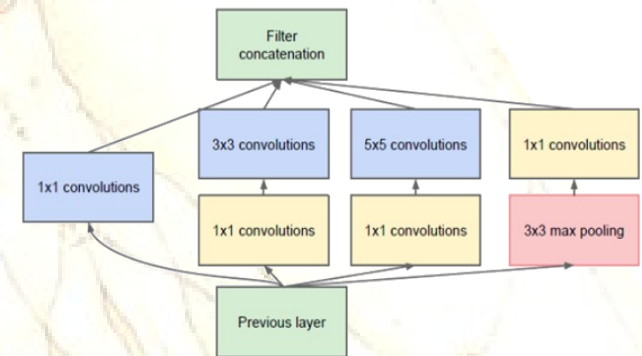 Filter
concatenation
3x3 convolutions
5x5 convolutions
1x1 convolutions
1x1 convolutions
1x1 convolutions
1x1 convolutions
3x3 max pooling
Previous layer